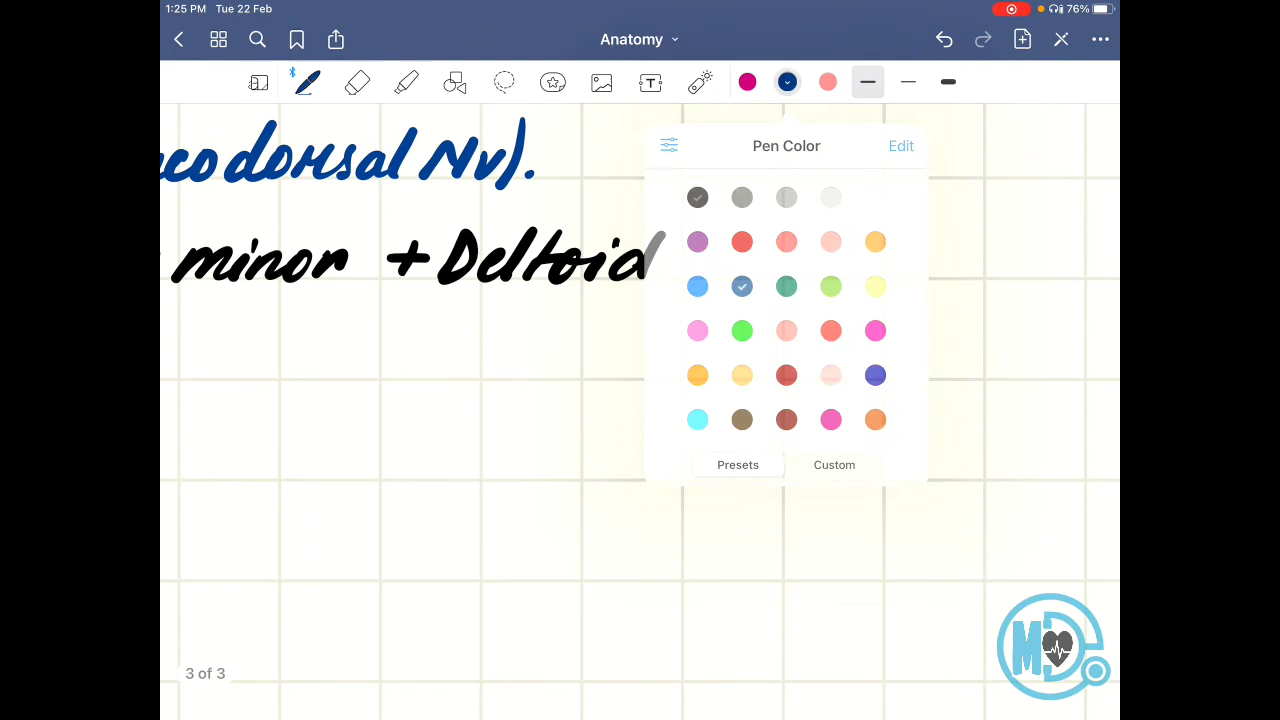 1:25 PM Tue 22 Feb
76%
Anatomy
T
Pen Color
Edit
codorsal Nv).
minor + Deltoid
Presets
Custom
3 of 3
MD